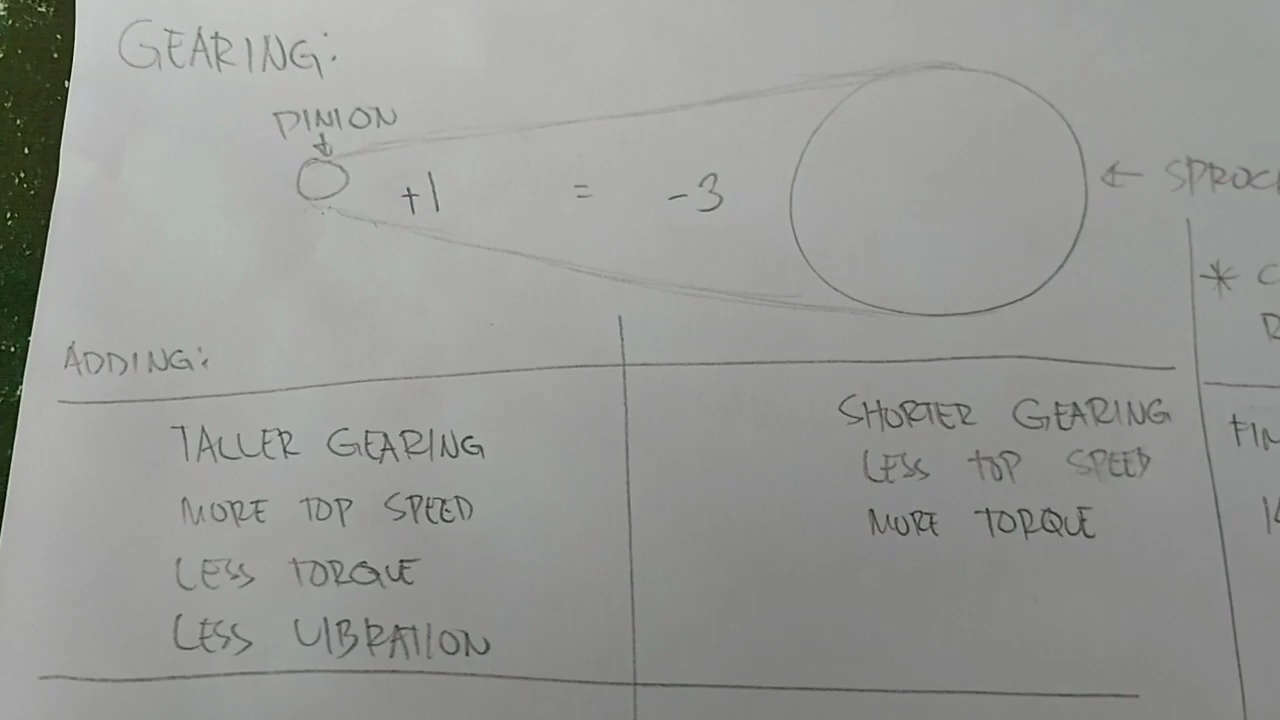 GEARING:
PINION
+1 = -3
← SPROC
* C
R
ADDING:
TALLER GEARING
MORE TOP SPEED
LESS TORQUE
LESS VIBRATION
SHORTER GEARING
LESS TOP SPEED
MORE TORQUE
FIN